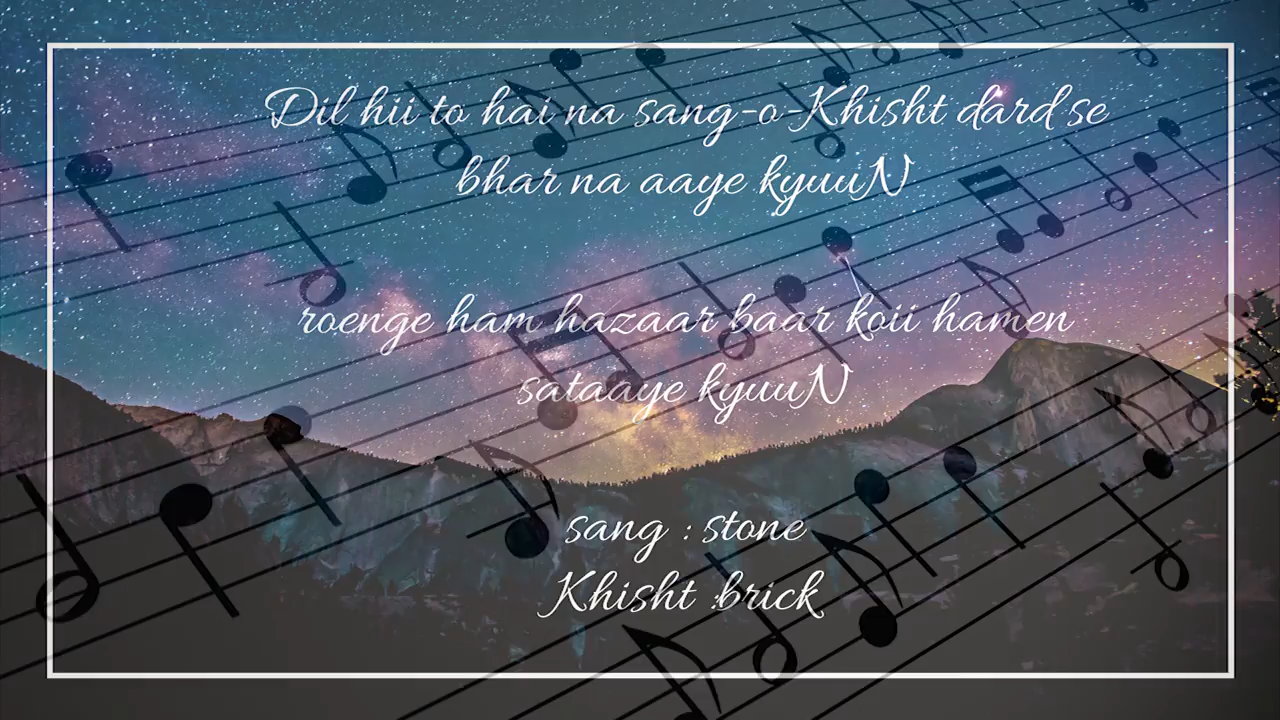 Dil hii to hai na sang-o-Khisht dard se
bhar na aaye kyuuN
roenge ham hazaar baar koii hamen
sataaye kyuuN
sang : stone
Khisht :brick